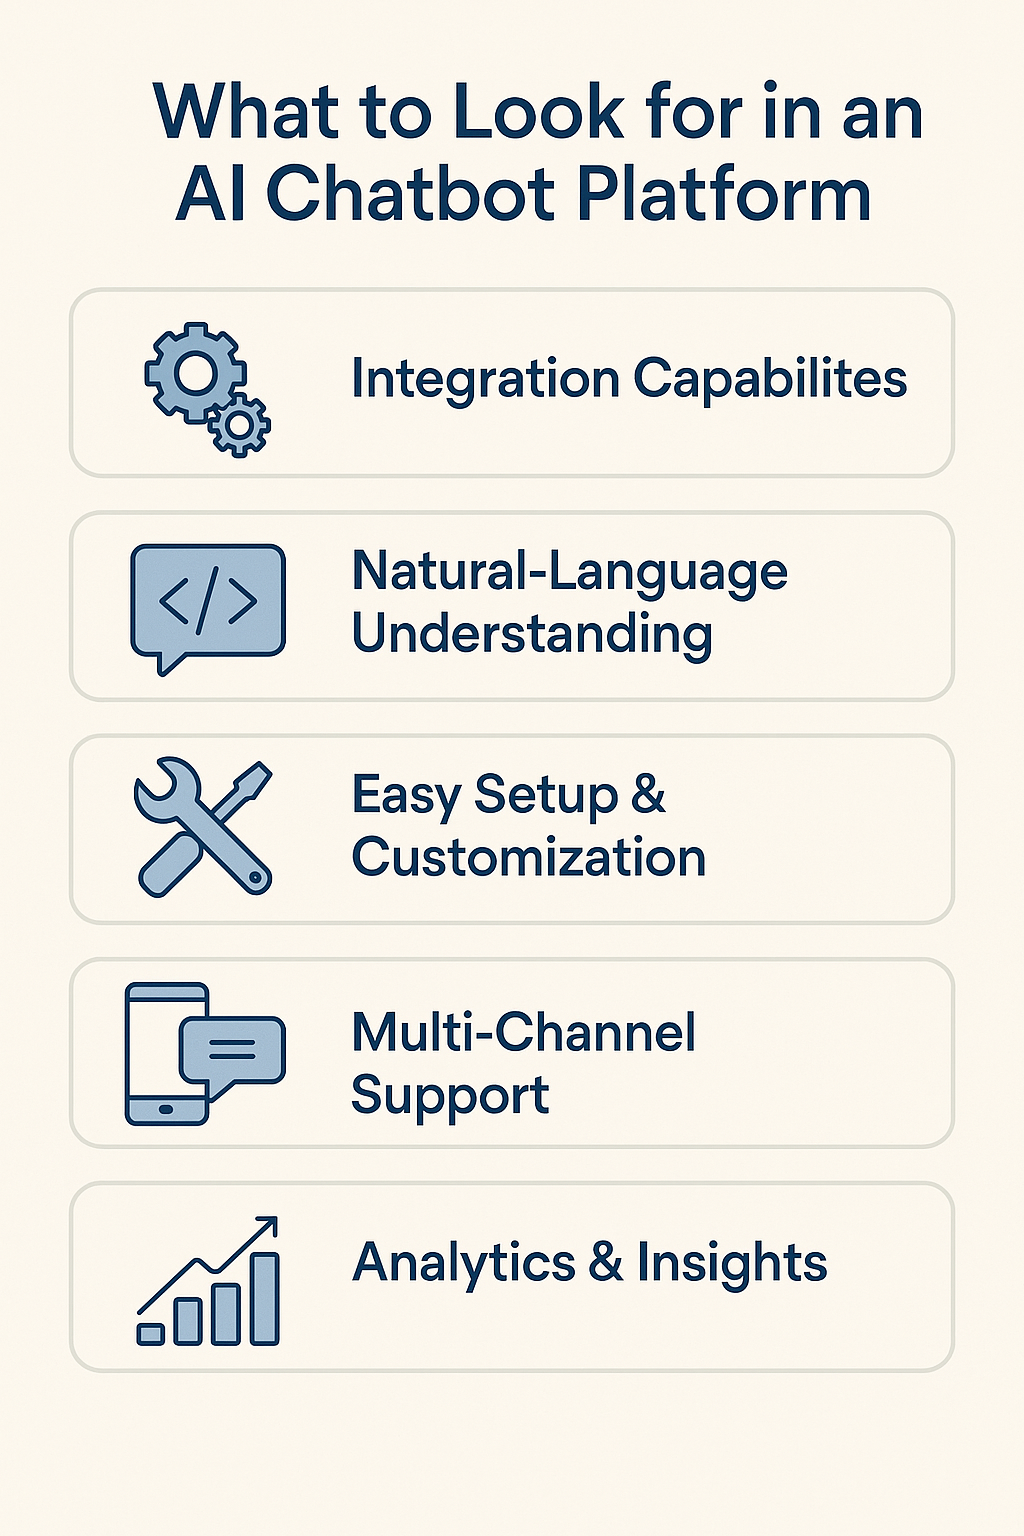 What to Look for in an
AI Chatbot Platform
Integration Capabilites
Natural-Language
Understanding
Easy Setup &
Customization
Multi-Channel
Support
Analytics & Insights